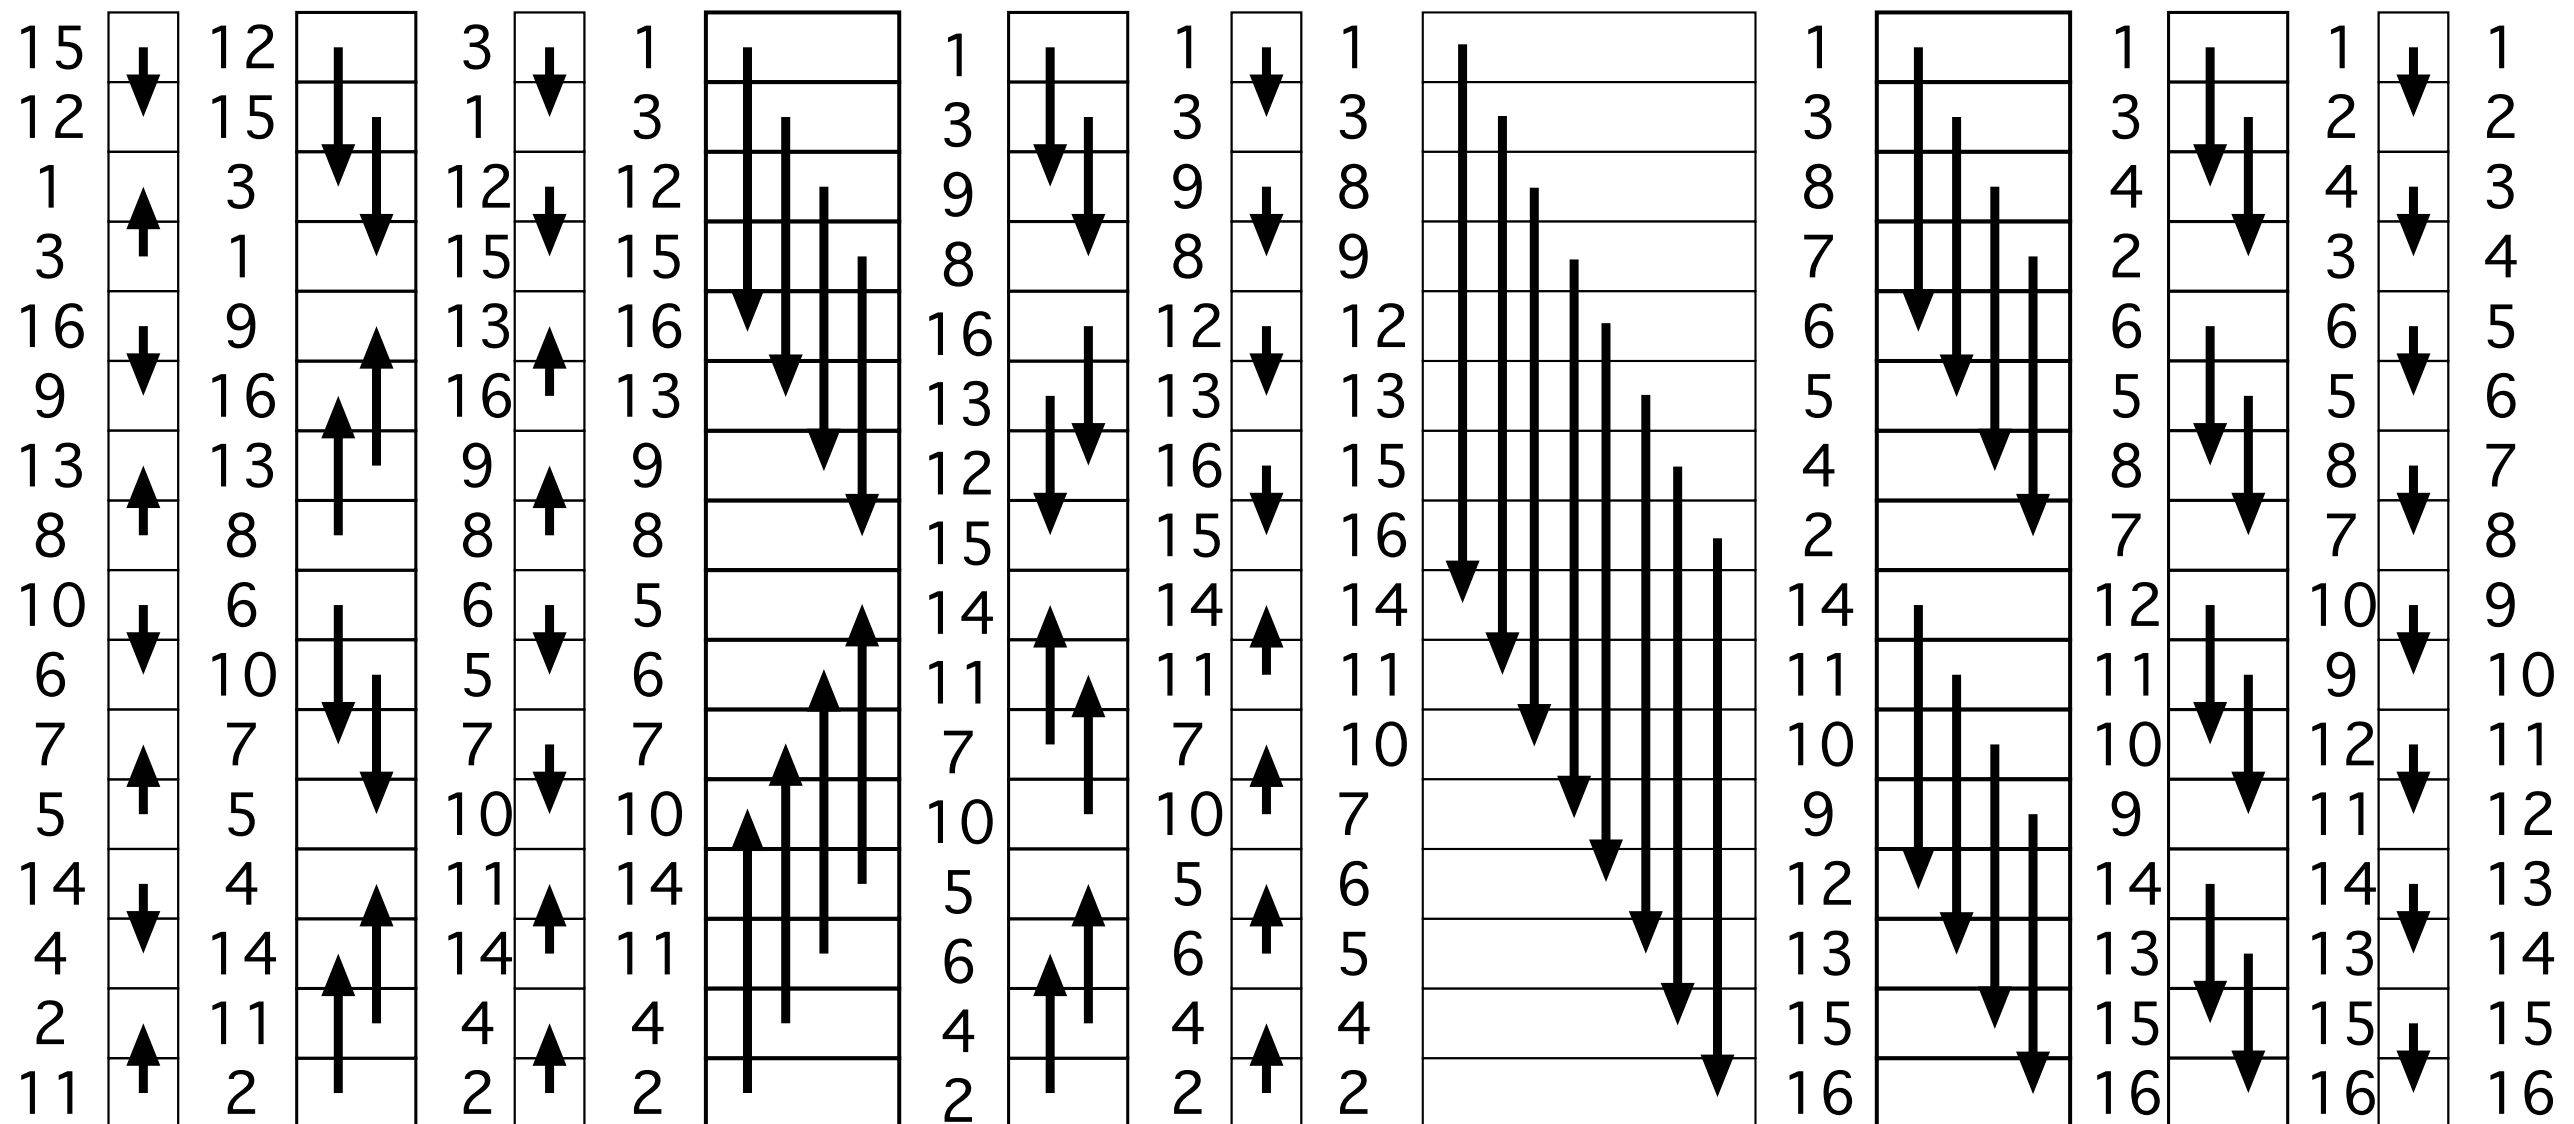 15 12 3 1 1 1 1 1 1 1 1
12 15 1 3 3 3 3 3 3 2 2
1 3 12 12 9 9 8 8 4 4 3
3 1 15 15 8 8 9 7 2 3 4
16 9 13 16 16 12 12 6 6 6 5
9 16 16 13 13 13 13 5 5 5 6
13 13 9 9 12 16 15 4 8 8 7
8 8 8 8 15 15 16 2 7 7 8
10 6 6 5 14 14 14 14 12 10 9
6 10 5 6 11 11 11 11 11 9 10
7 7 7 7 7 7 10 10 10 12 11
5 5 10 10 10 10 7 9 9 11 12
14 4 11 14 5 5 6 12 14 14 13
4 14 14 11 6 6 5 13 13 13 14
2 11 4 4 4 4 4 15 15 15 15
11 2 2 2 2 2 2 16 16 16 16